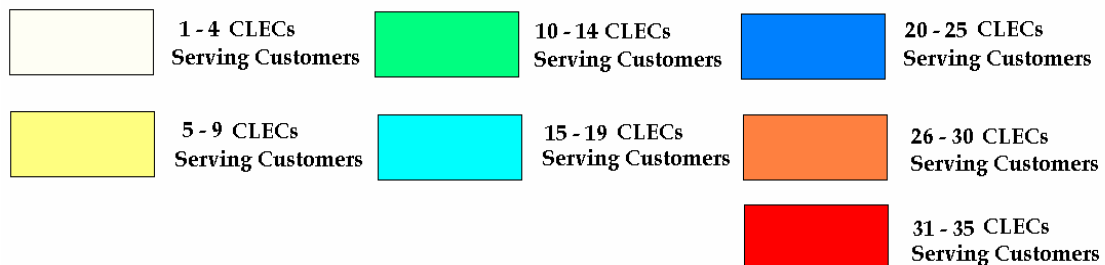 1 - 4 CLECs
Serving Customers
10 - 14 CLECs
Serving Customers
20 - 25 CLECs
Serving Customers
5 - 9 CLECs
Serving Customers
15 - 19 CLECs
Serving Customers
26 - 30 CLECs
Serving Customers
31 - 35 CLECs
Serving Customers